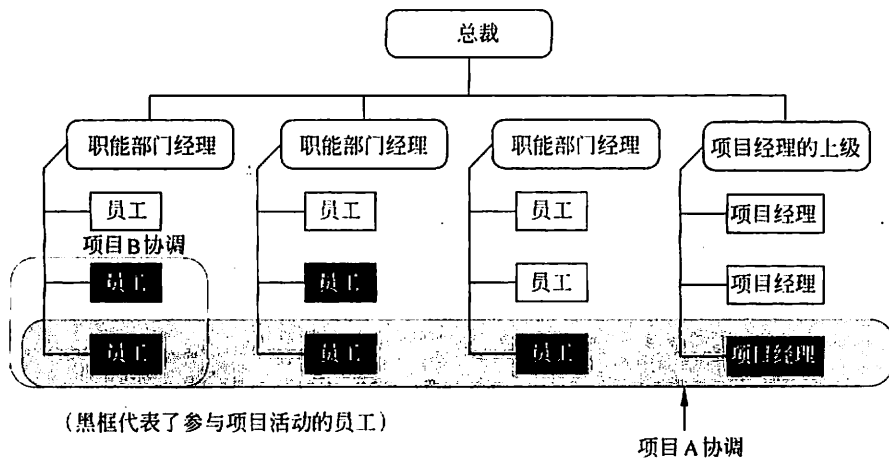 总裁
职能部门经理 职能部门经理 职能部门经理 项目经理的上级
员工 员工 员工 项目经理
项目B协调
员工 员工 员工 项目经理
员工 员工 员工 项目经理
(黑框代表了参与项目活动的员工)
项目A协调